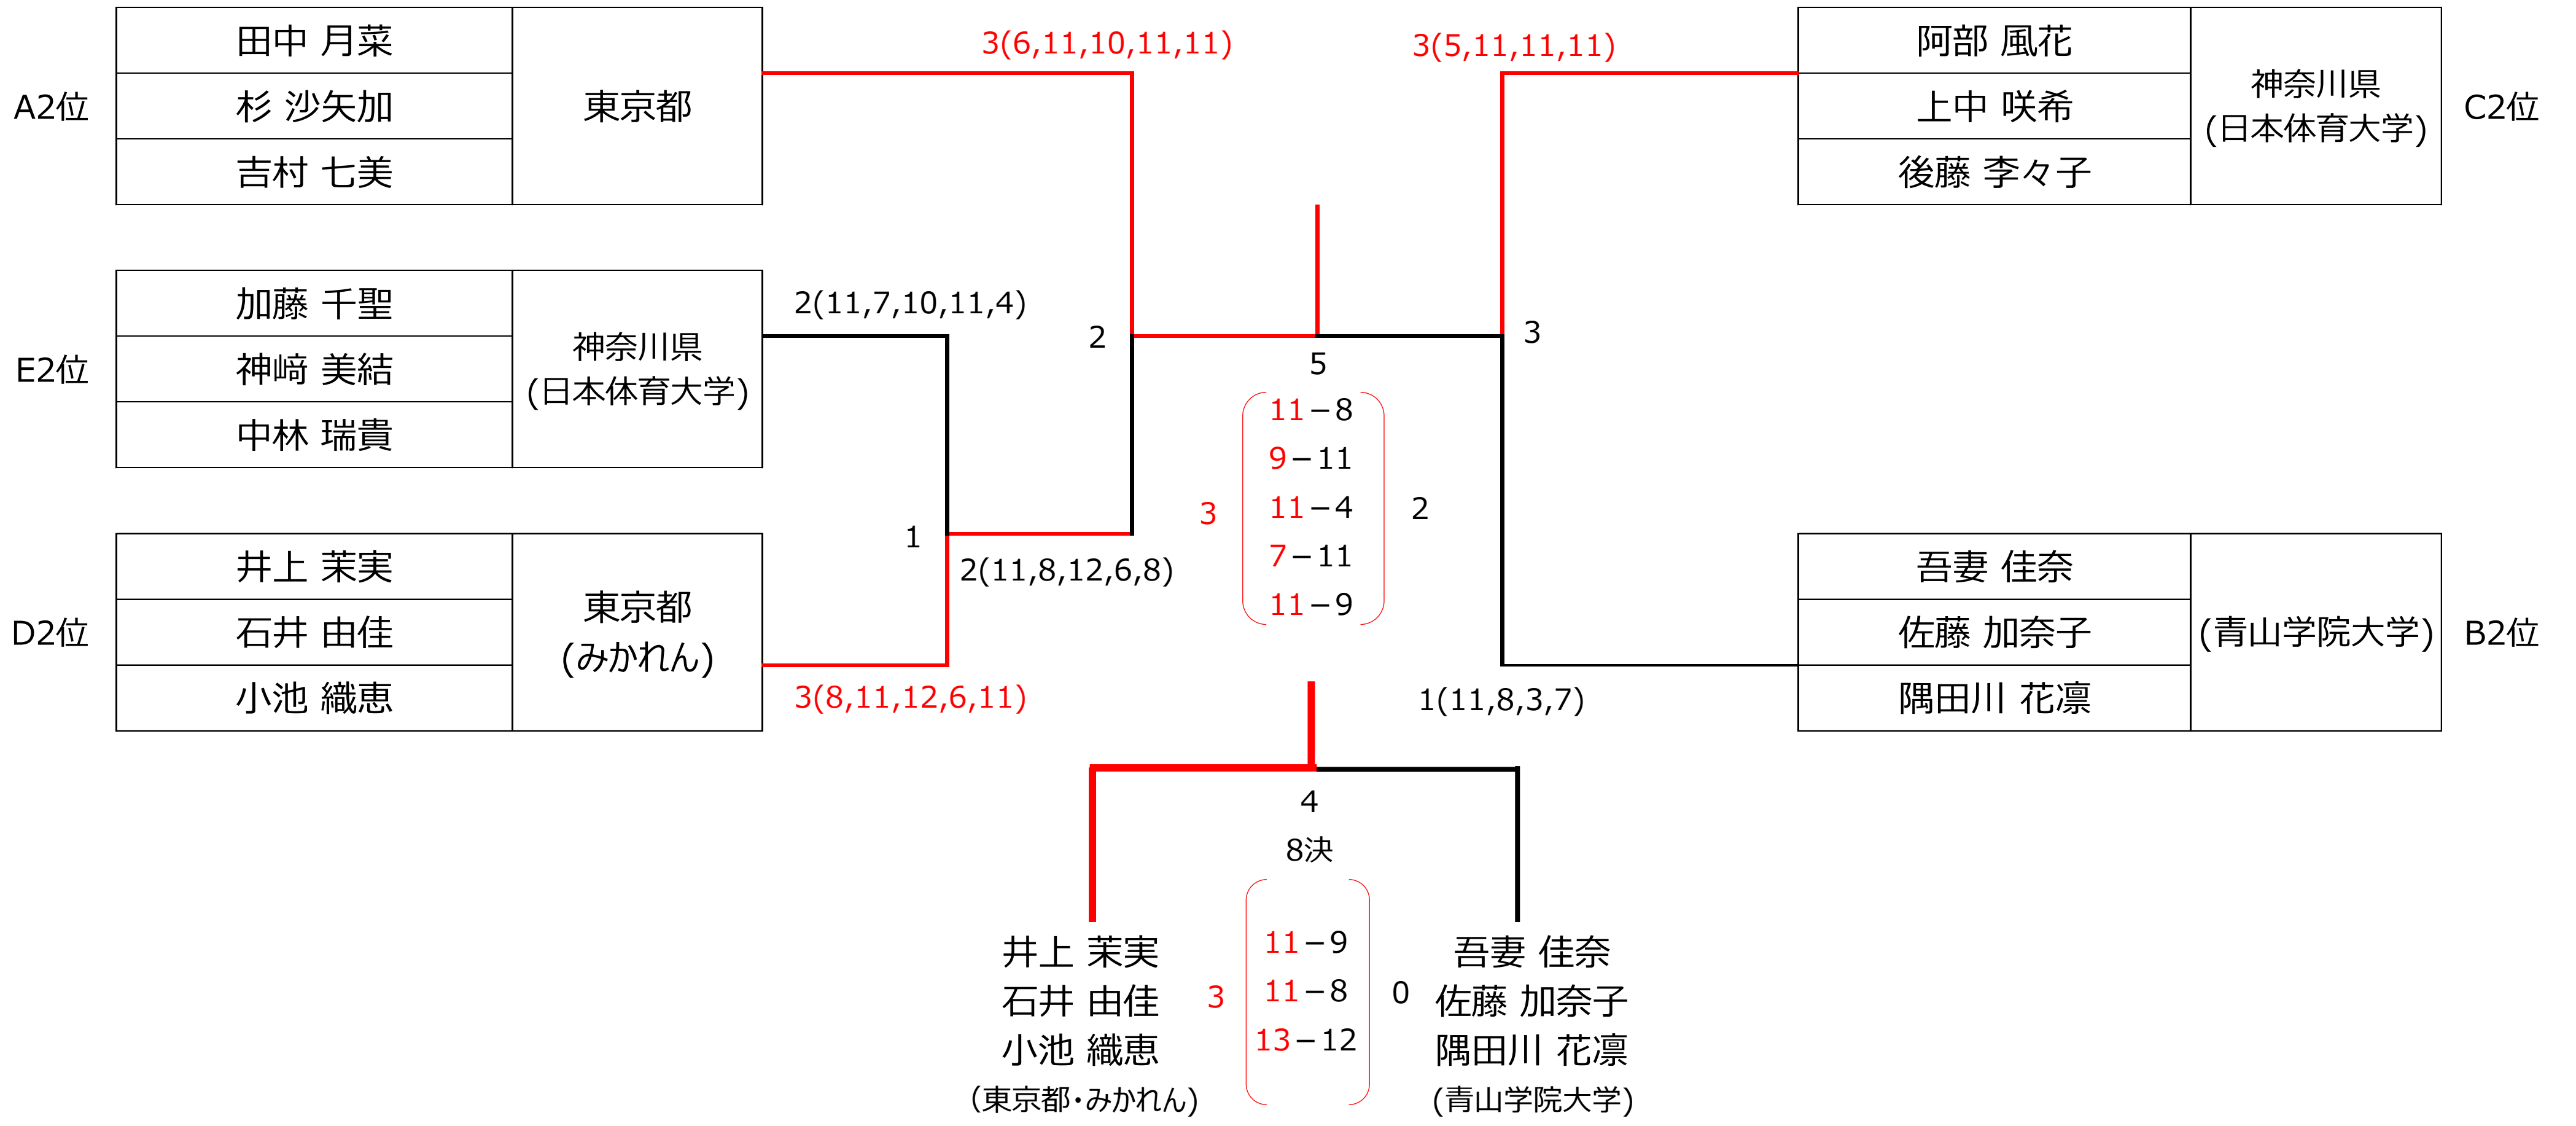 A2位
田中 月菜
杉 沙矢加
吉村 七美
東京都
3(6,11,10,11,11)
3(5,11,11,11)
阿部 風花
上中 咲希
後藤 李々子
神奈川県
(日本体育大学)
C2位
E2位
加藤 千聖
神﨑 美結
中林 瑞貴
神奈川県
(日本体育大学)
2(11,7,10,11,4)
2
3
5
11－8
9－11
11－4
7－11
11－9
3
2
D2位
井上 茉実
石井 由佳
小池 織恵
東京都
(みかれん)
1
2(11,8,12,6,8)
3(8,11,12,6,11)
吾妻 佳奈
佐藤 加奈子
隅田川 花凛
(青山学院大学)
B2位
1(11,8,3,7)
4
8決
井上 茉実
石井 由佳
小池 織恵
(東京都・みかれん)
3
11－9
11－8
13－12
0
吾妻 佳奈
佐藤 加奈子
隅田川 花凛
(青山学院大学)